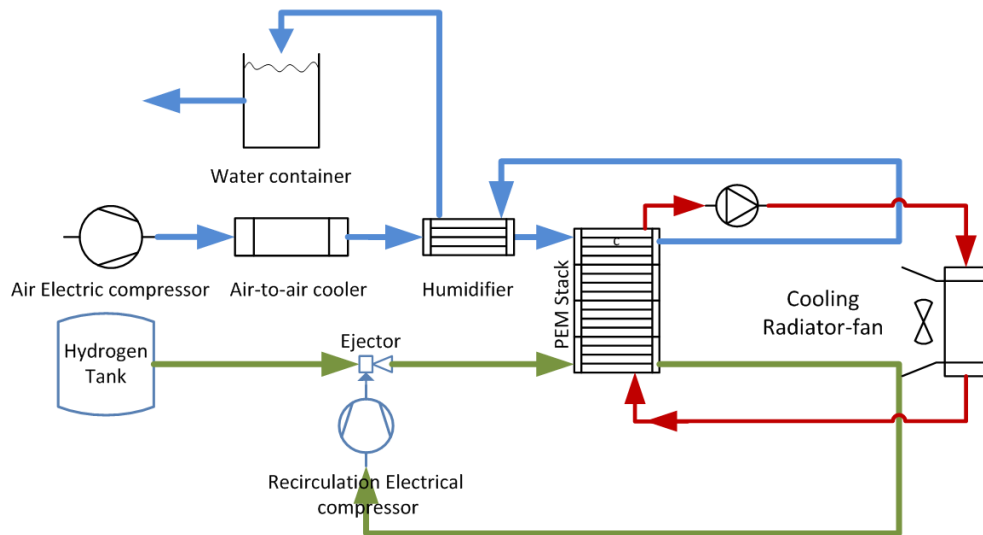 Water container
Air Electric compressor
Air-to-air cooler
Humidifier
PEM Stack
C
Cooling
Radiator-fan
Hydrogen
Tank
Ejector
Recirculation Electrical
compressor